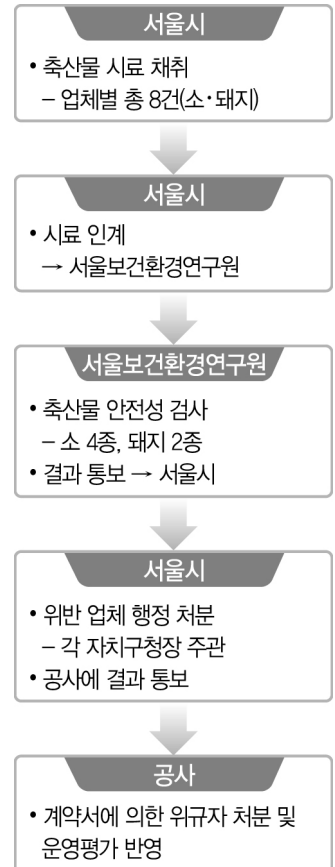 서울시
• 축산물 시료 채취
– 업체별 총 8건(소·돼지)
서울시
• 시료 인계
→ 서울보건환경연구원
서울보건환경연구원
• 축산물 안전성 검사
– 소 4종, 돼지 2종
• 결과 통보 → 서울시
서울시
• 위반 업체 행정 처분
– 각 자치구청장 주관
• 공사에 결과 통보
공사
• 계약서에 의한 위규자 처분 및
운영평가 반영